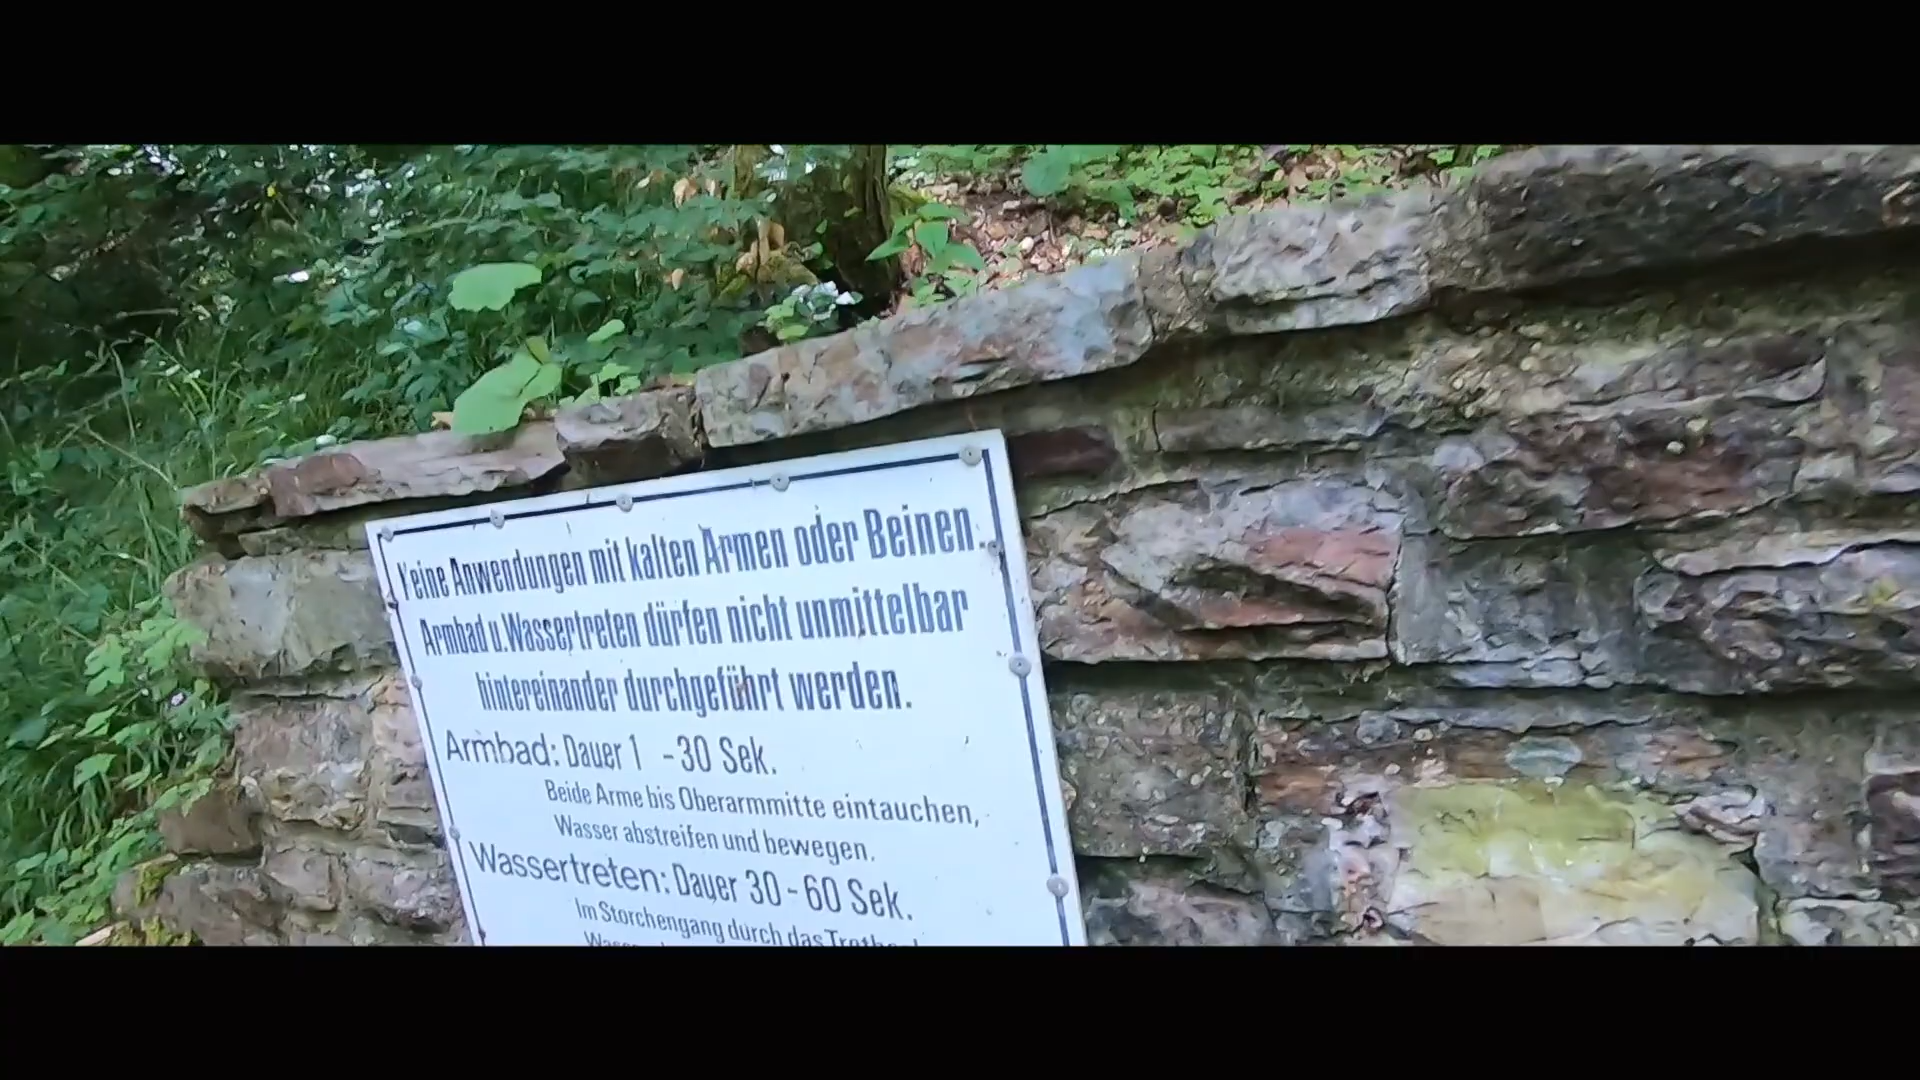 Keine Anwendungen mit kalten Armen oder Beinen.
Armbad u. Wassertreten dürfen nicht unmittelbar
hintereinander durchgeführt werden.
Armbad: Dauer 1 - 30 Sek.
Beide Arme bis Oberarmmitte eintauchen,
Wasser abstreifen und bewegen.
Wassertreten: Dauer 30 - 60 Sek.
Im Storchengang durch das